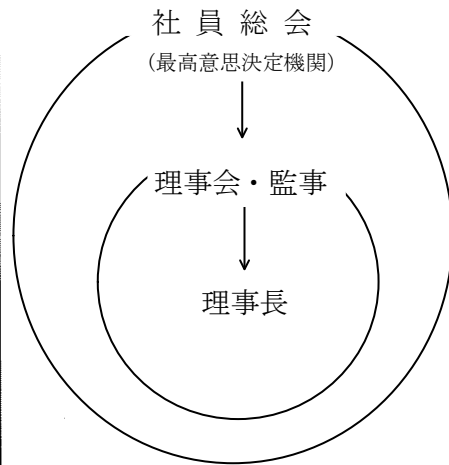 社員総会
（最高意思決定機関）
理事会・監事
理事長